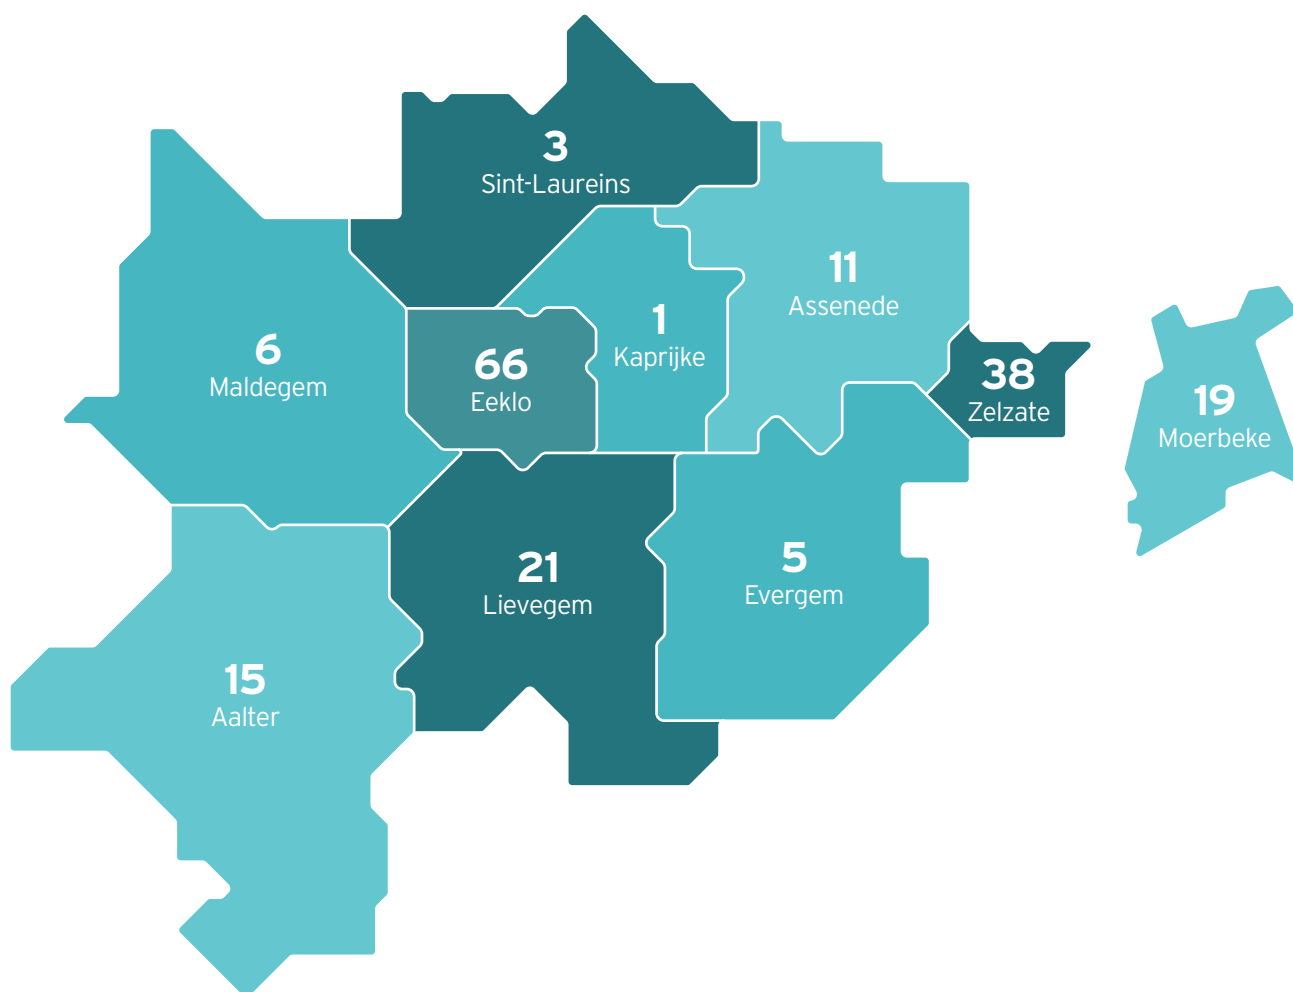 3
Sint-Laureins
11
Assenede
1
Kaprijke
6
Maldegem
66
Eeklo
38
Zelzate
19
Moerbeke
21
Lievegem
5
Evergem
15
Aalter